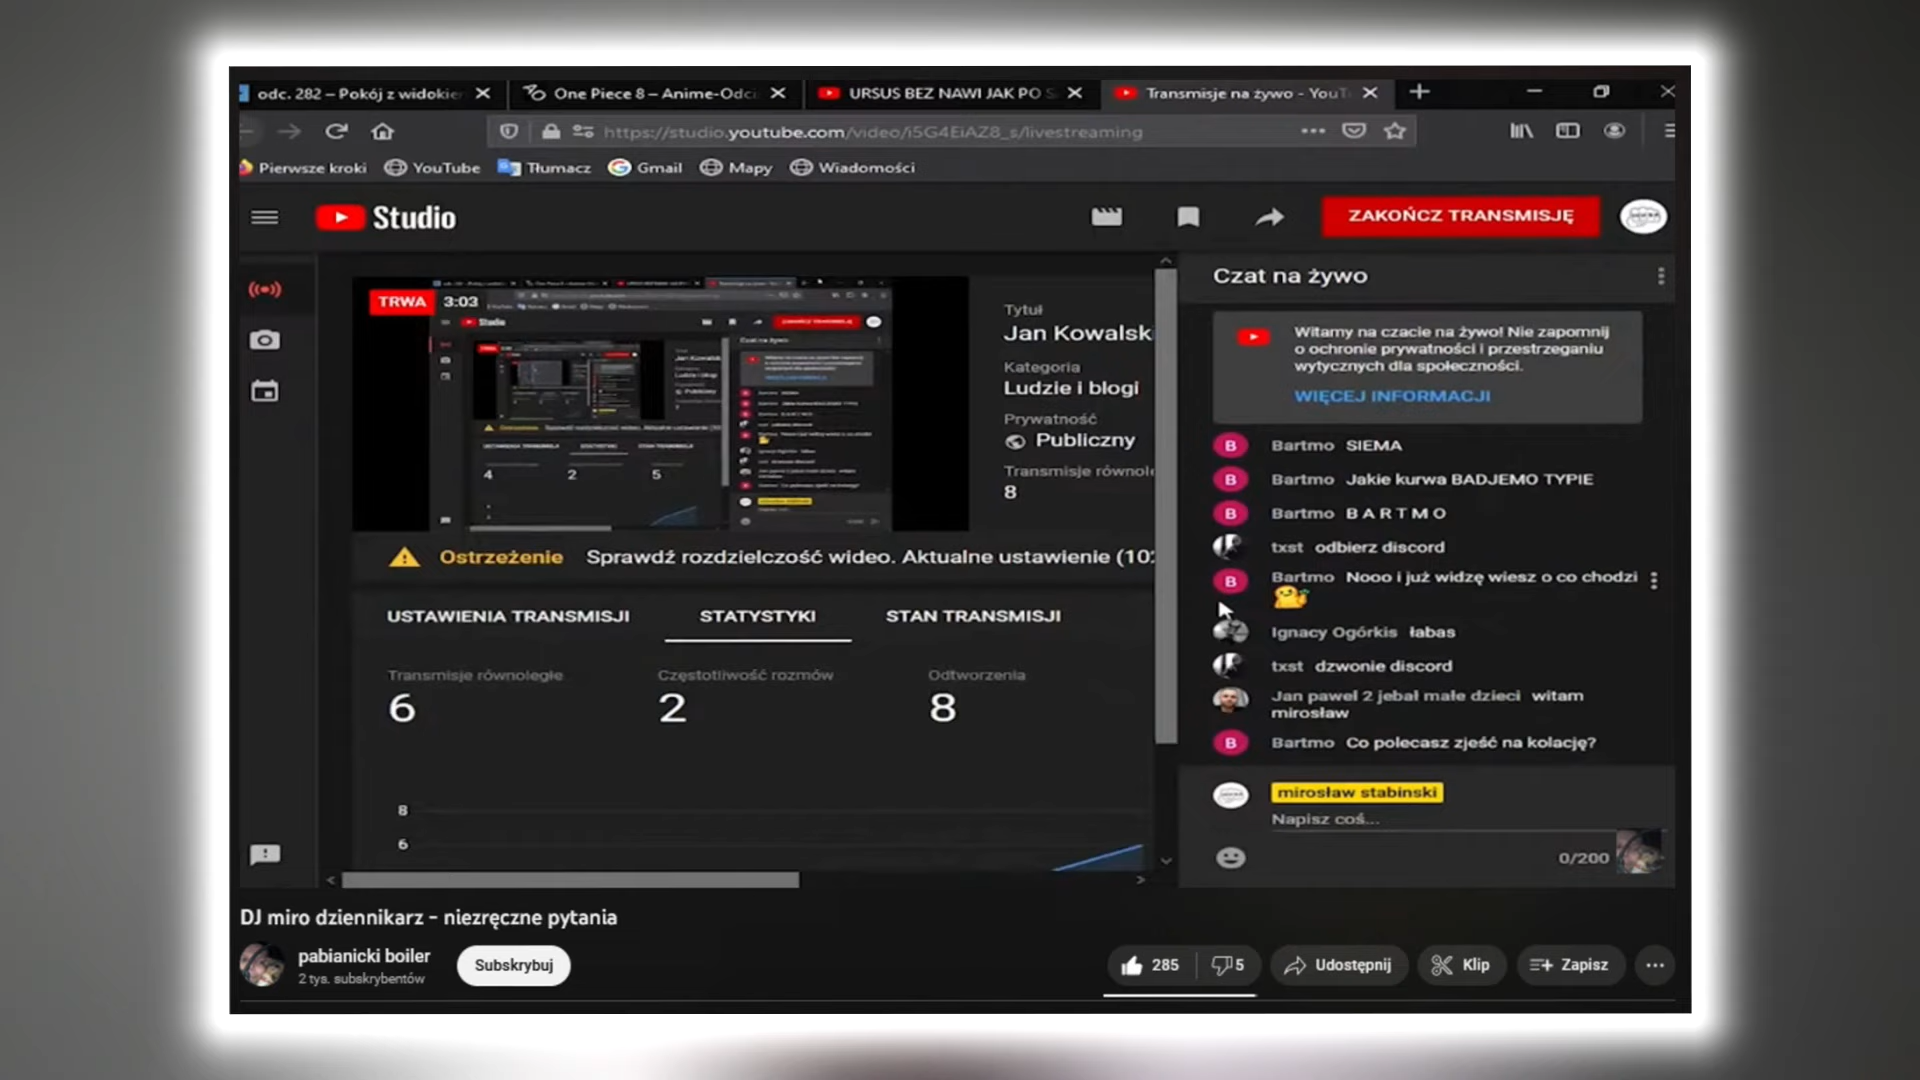 odc. 282 – Pokój z widokie
One Piece 8 – Anime-Odc
URSUS BEZ NAWI JAK PO S
Transmisje na żywo - YouT
https://studio.youtube.com/video/i5G4EiAZ8_s/livestreaming
Pierwsze kroki
YouTube
Tłumacz
Gmail
Mapy
Wiadomości
Studio
ZAKOŃCZ TRANSMISJĘ
TRWA 3:03
Tytuł
Jan Kowalski
Kategoria
Ludzie i blogi
Prywatność
Publiczny
Transmisje równole
8
Ostrzeżenie Sprawdź rozdzielczość wideo. Aktualne ustawienie (10
USTAWIENIA TRANSMISJI
STATYSTYKI
STAN TRANSMISJI
Transmisje równoległe
6
Częstotliwość rozmów
2
Odtworzenia
8
8
6
Czat na żywo
Witamy na czacie na żywo! Nie zapomnij
o ochronie prywatności i przestrzeganiu
wytycznych dla społeczności.
WIĘCEJ INFORMACJI
B Bartmo SIEMA
B Bartmo Jakie kurwa BADJEMO TYPIE
B Bartmo B A R T M O
txst odbierz discord
B Bartmo Nooo i już widzę wiesz o co chodzi
Ignacy Ogórkis łabas
txst dzwonie discord
Jan pawel 2 jebał małe dzieci witam
mirosław
B Bartmo Co polecasz zjeść na kolację?
mirosław stabinski
Napisz coś...
0/200
DJ miro dziennikarz - niezręczne pytania
pabianicki boiler
2 tys. subskrybentów
Subskrybuj
285
5
Udostępnij
Klip
Zapisz